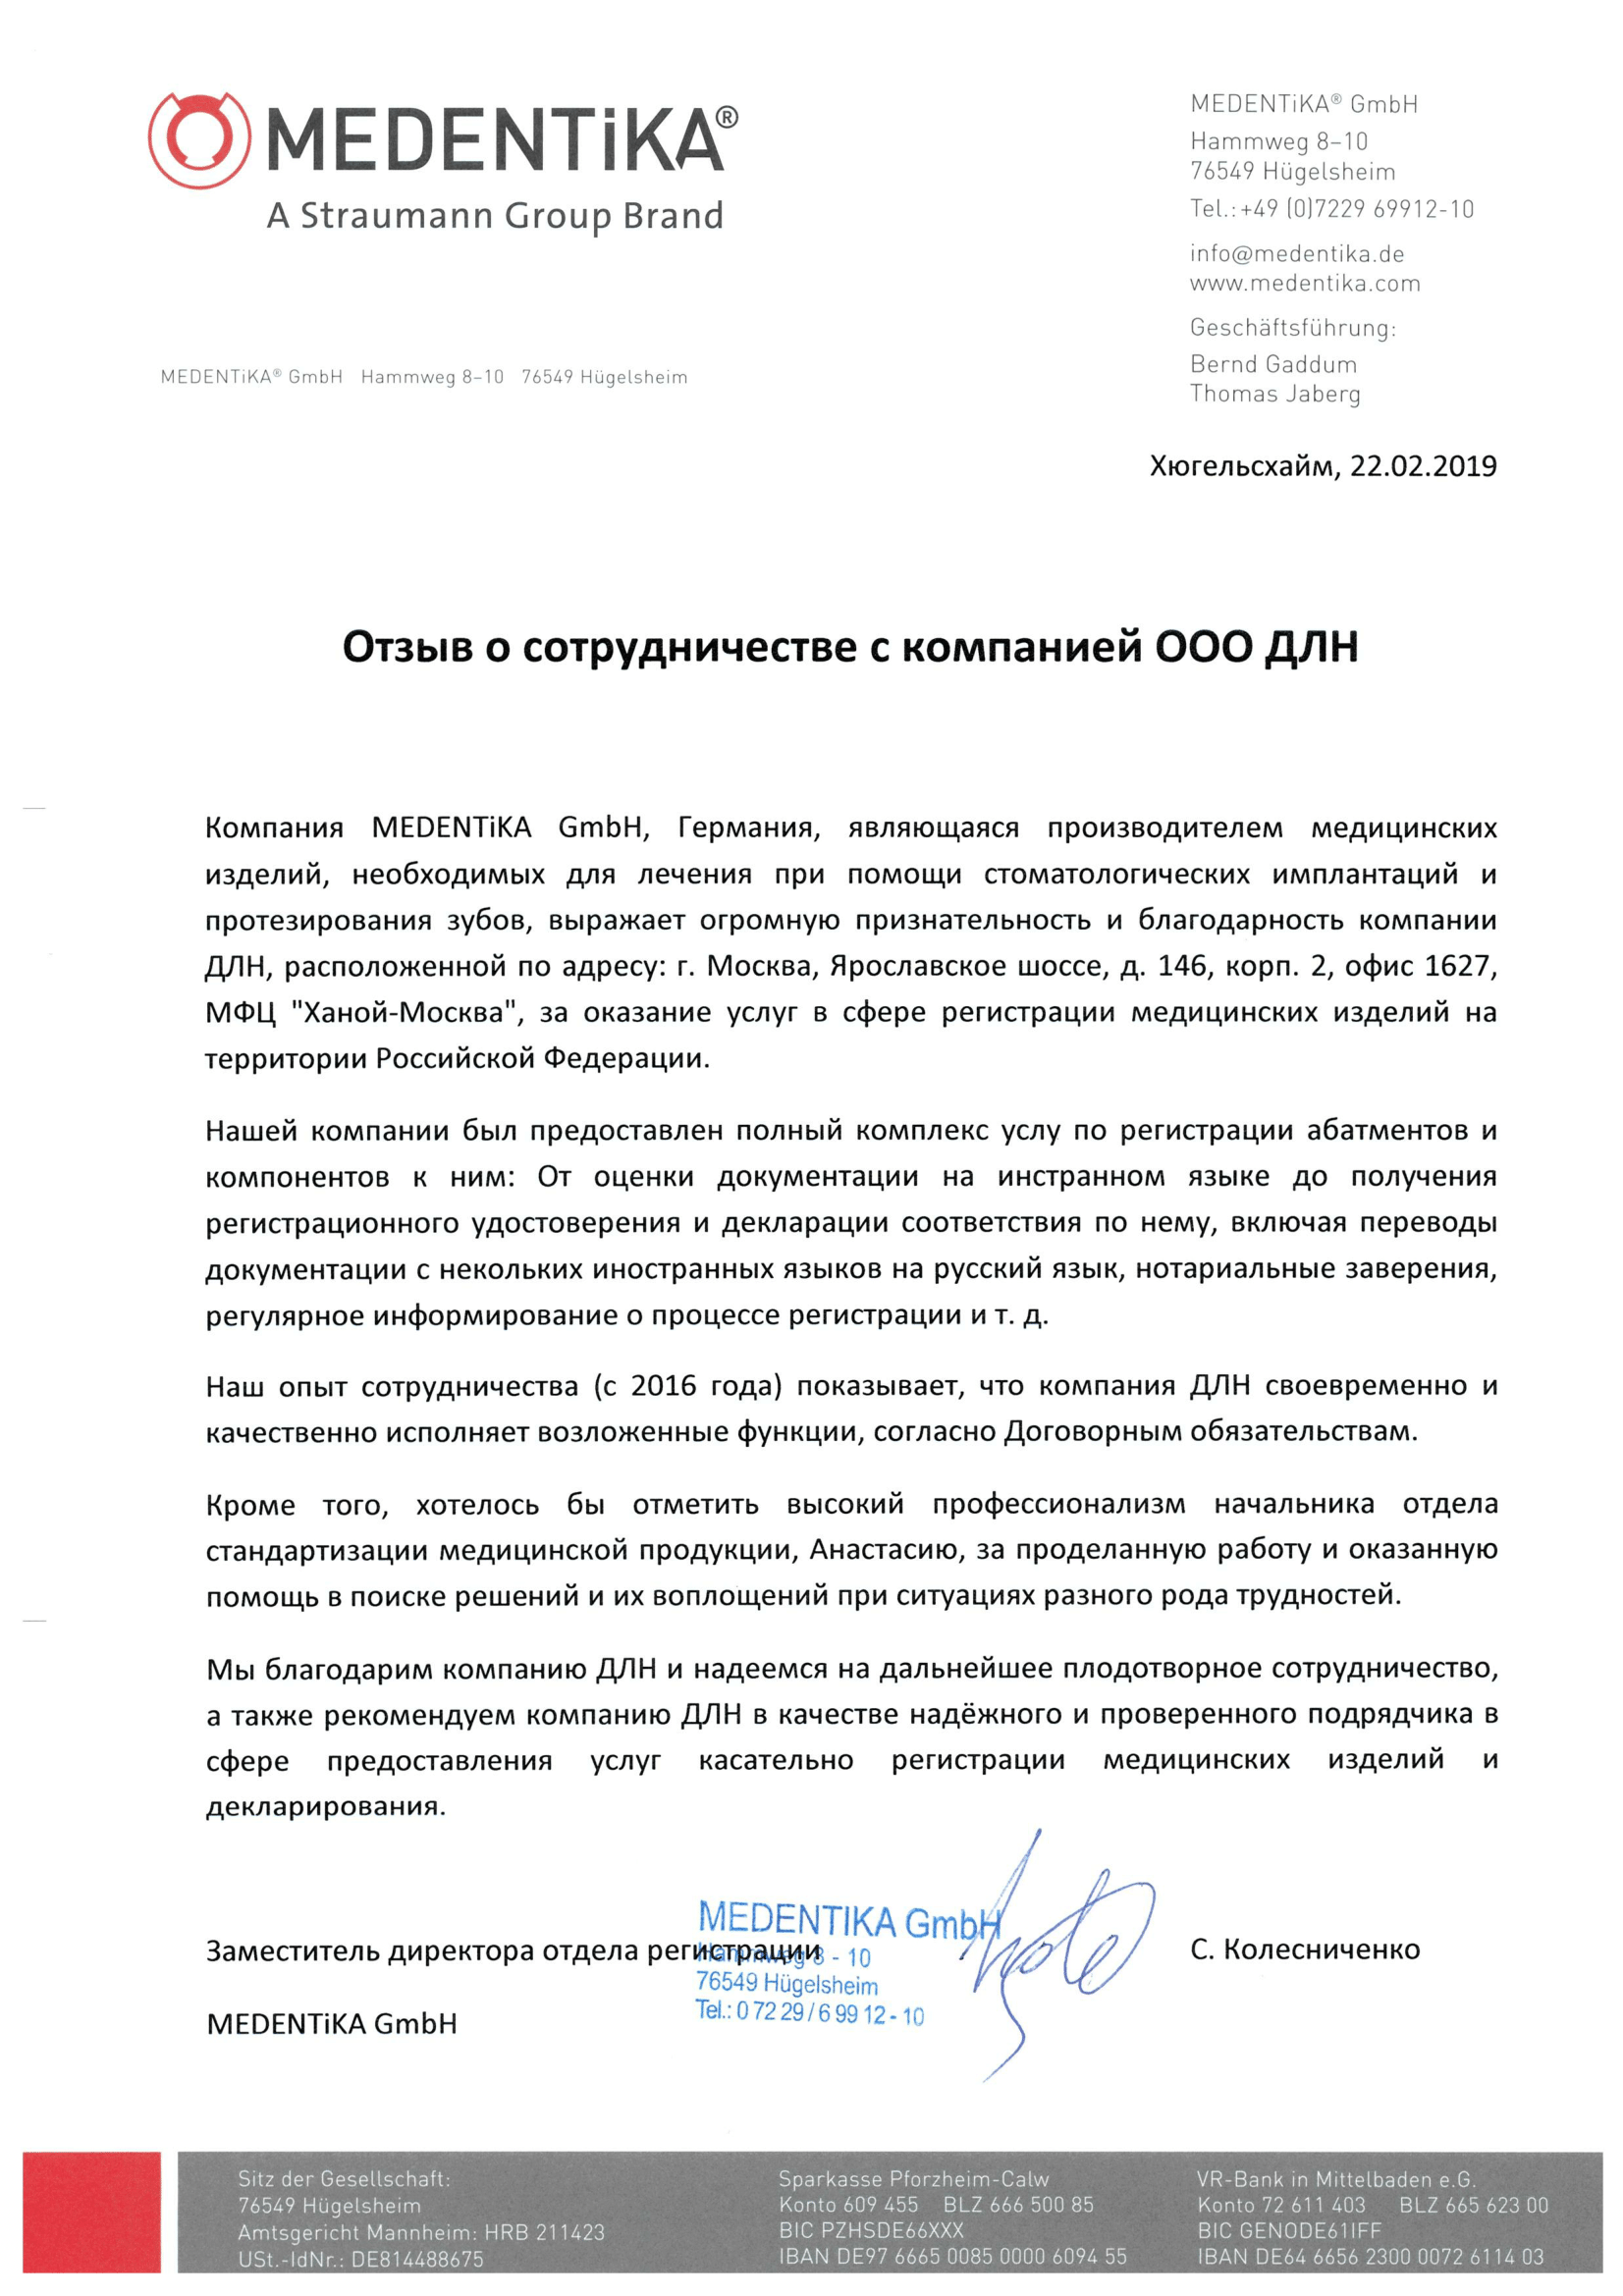 MEDENTiKA®
A Straumann Group Brand
MEDENTiKA® GmbH
Hammweg 8–10
76549 Hügelsheim
Tel.: +49 (0)7229 69912-10
info@medentika.de
www.medentika.com
Geschäftsführung:
Bernd Gaddum
Thomas Jaberg
MEDENTiKA® GmbH Hammweg 8–10 76549 Hügelsheim
Хюгельсхайм, 22.02.2019
Отзыв о сотрудничестве с компанией ООО ДЛН
Компания MEDENTiKA GmbH, Германия, являющаяся производителем медицинских
изделий, необходимых для лечения при помощи стоматологических имплантаций и
протезирования зубов, выражает огромную признательность и благодарность компании
ДЛН, расположенной по адресу: г. Москва, Ярославское шоссе, д. 146, корп. 2, офис 1627,
МФЦ "Ханой-Москва", за оказание услуг в сфере регистрации медицинских изделий на
территории Российской Федерации.
Нашей компании был предоставлен полный комплекс услу по регистрации абатментов и
компонентов к ним: От оценки документации на инстранном языке до получения
регистрационного удостоверения и декларации соответствия по нему, включая переводы
документации с некольких иностранных языков на русский язык, нотариальные заверения,
регулярное информирование о процессе регистрации и т. д.
Наш опыт сотрудничества (с 2016 года) показывает, что компания ДЛН своевременно и
качественно исполняет возложенные функции, согласно Договорным обязательствам.
Кроме того, хотелось бы отметить высокий профессионализм начальника отдела
стандартизации медицинской продукции, Анастасию, за проделанную работу и оказанную
помощь в поиске решений и их воплощений при ситуациях разного рода трудностей.
Мы благодарим компанию ДЛН и надеемся на дальнейшее плодотворное сотрудничество,
а также рекомендуем компанию ДЛН в качестве надёжного и проверенного подрядчика в
сфере предоставления услуг касательно регистрации медицинских изделий и
декларирования.
Заместитель директора отдела регистрации
С. Колесниченко
MEDENTiKA GmbH
MEDENTIKA GmbH
Hammweg 8 - 10
76549 Hügelsheim
Tel.: 0 72 29 / 6 99 12 - 10
Sitz der Gesellschaft:
76549 Hügelsheim
Amtsgericht Mannheim: HRB 211423
USt.-IdNr.: DE814488675
Sparkasse Pforzheim-Calw
Konto 609 455 BLZ 666 500 85
BIC PZHSDE66XXX
IBAN DE97 6665 0085 0000 6094 55
VR-Bank in Mittelbaden e.G.
Konto 72 611 403 BLZ 665 623 00
BIC GENODE61IFF
IBAN DE64 6656 2300 0072 6114 03